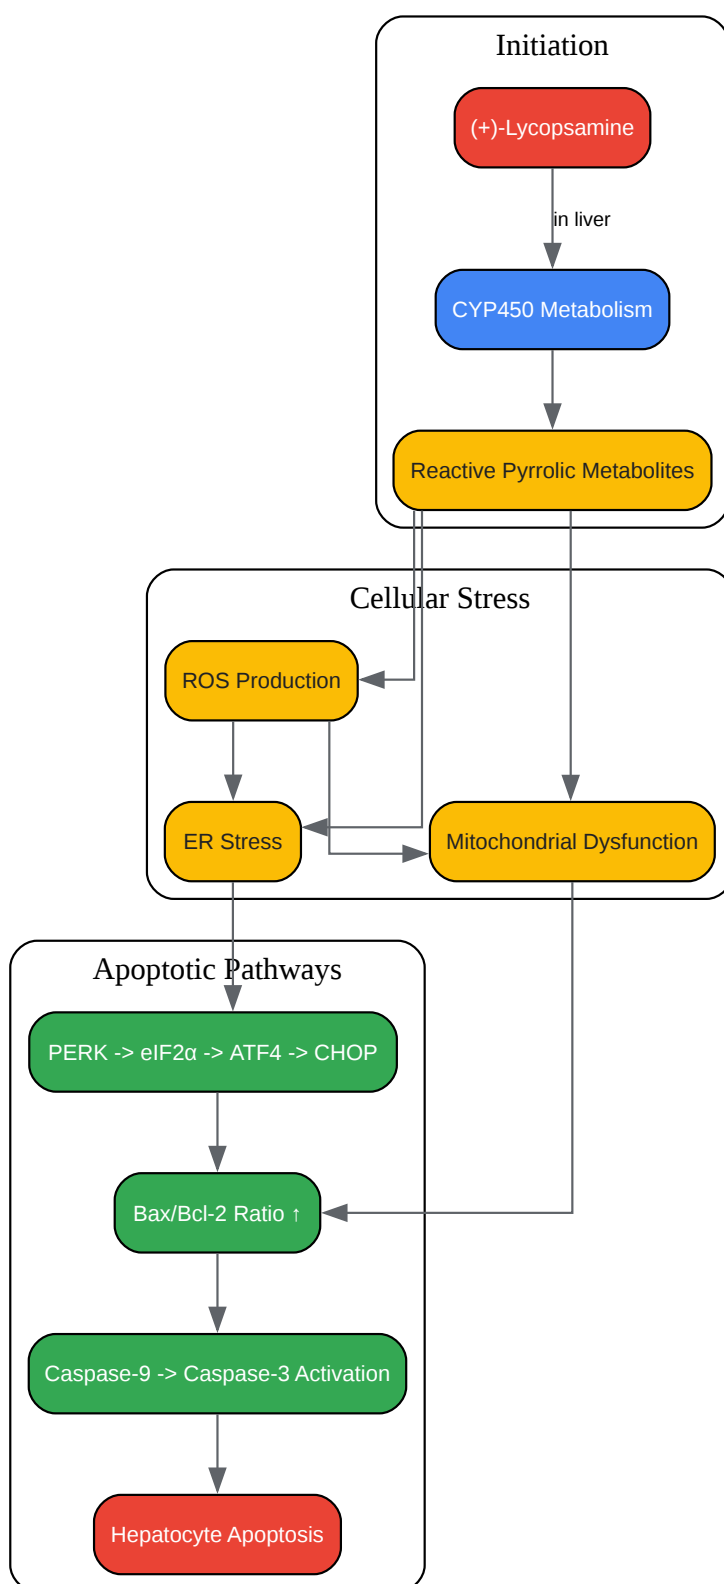 Initiation
(+)-Lycopsamine
in liver
CYP450 Metabolism
Reactive Pyrrolic Metabolites
Cellular Stress
ROS Production
ER Stress
Mitochondrial Dysfunction
Apoptotic Pathways
PERK -> eIF2α -> ATF4 -> CHOP
Bax/Bcl-2 Ratio ↑
Caspase-9 -> Caspase-3 Activation
Hepatocyte Apoptosis